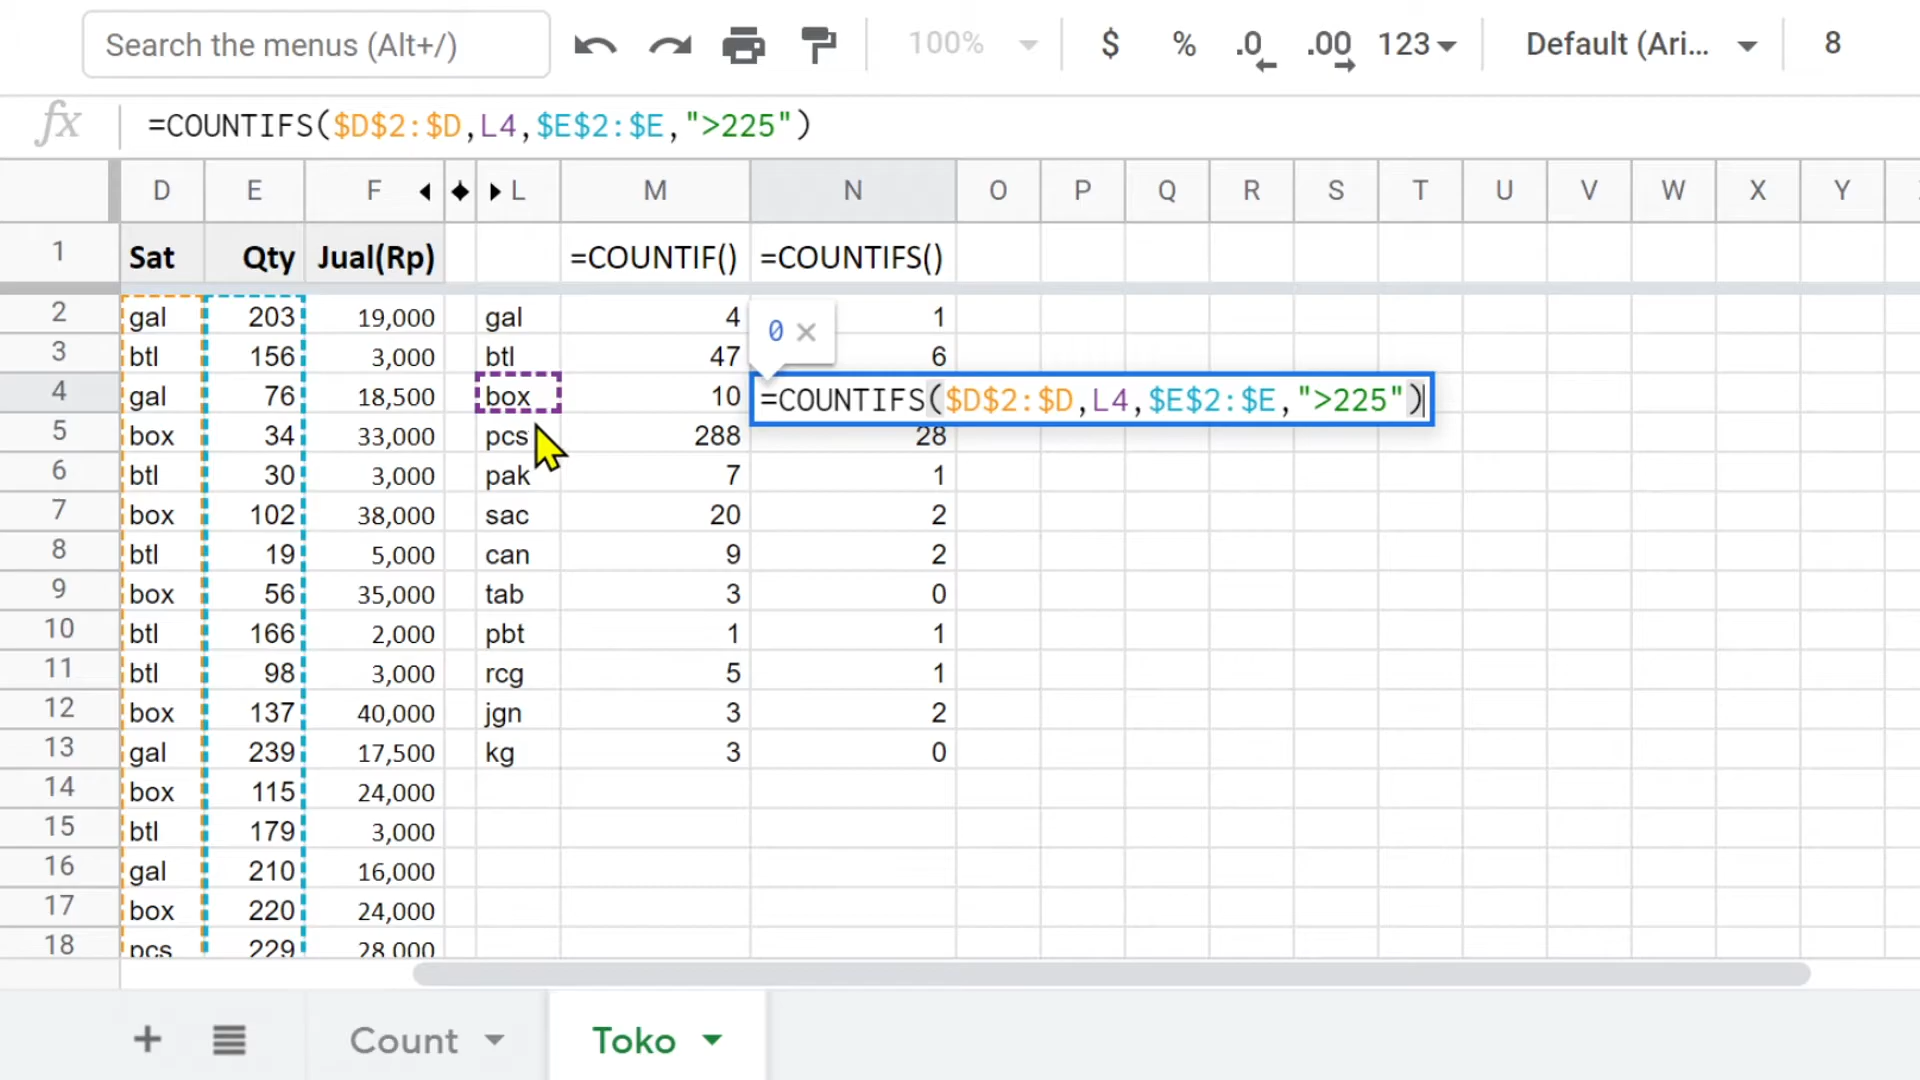 Search the menus (Alt+/) 100% $ % .0 .00 123 Default (Ari... 8
fx =COUNTIFS($D$2:$D,L4,$E$2:$E,">225")
D E F L M N O P Q R S T U V W X Y
1 Sat Qty Jual(Rp) =COUNTIF() =COUNTIFS()
2 gal 203 19,000 gal 4 1
0 ×
3 btl 156 3,000 btl 47 6
4 gal 76 18,500 box 10 =COUNTIFS($D$2:$D,L4,$E$2:$E,">225")
5 box 34 33,000 pcs 288 28
6 btl 30 3,000 pak 7 1
7 box 102 38,000 sac 20 2
8 btl 19 5,000 can 9 2
9 box 56 35,000 tab 3 0
10 btl 166 2,000 pbt 1 1
11 btl 98 3,000 rcg 5 1
12 box 137 40,000 jgn 3 2
13 gal 239 17,500 kg 3 0
14 box 115 24,000
15 btl 179 3,000
16 gal 210 16,000
17 box 220 24,000
18 pcs 229 28,000
+ Count Toko